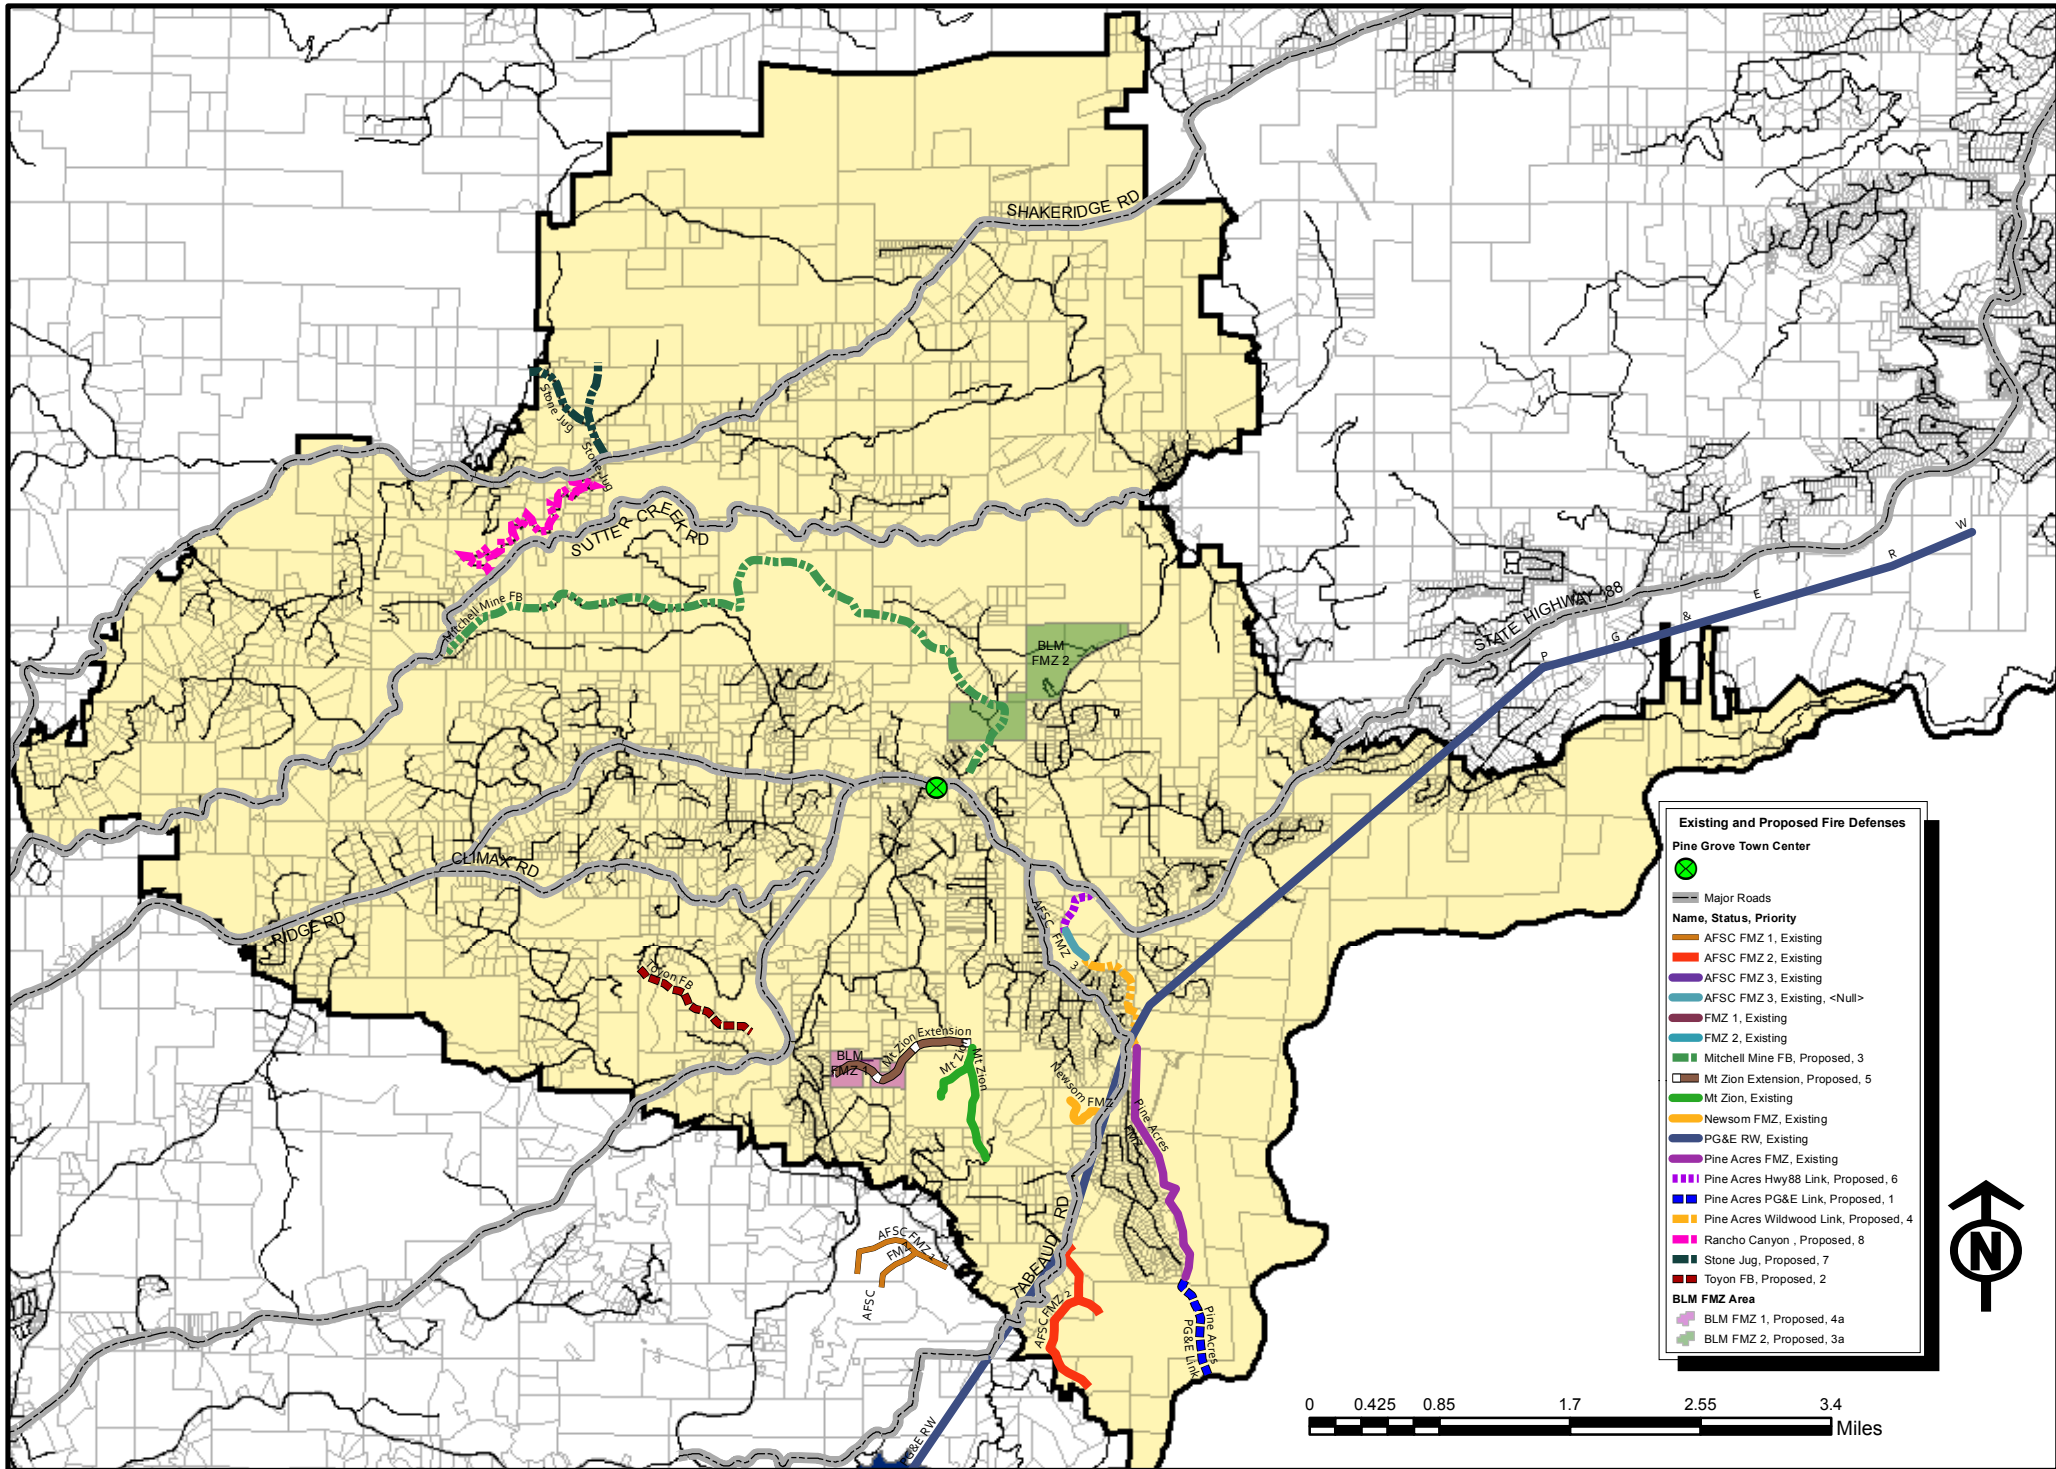 SHAKERIDGE RD
Stone Jug
Stone Jug
SUTTER CREEK RD
Mitchell Mine FB
BLM
FMZ 2
STATE HIGHWAY 88
P G & E R W
CLIMAX RD
RIDGE RD
AFSC FMZ 3
Toyon FB
BLM
FMZ 1
Mt Zion Extension
Mt Zion
Mt Zion
Newsom FMZ
Pine Acres
FMZ
TABEAUD RD
AFSC FMZ 1
FMZ
AFSC
AFSC FMZ 2
Pine Acres
PG&E Link
G&E RW
Existing and Proposed Fire Defenses
Pine Grove Town Center
Major Roads
Name, Status, Priority
AFSC FMZ 1, Existing
AFSC FMZ 2, Existing
AFSC FMZ 3, Existing
AFSC FMZ 3, Existing, <Null>
FMZ 1, Existing
FMZ 2, Existing
Mitchell Mine FB, Proposed, 3
Mt Zion Extension, Proposed, 5
Mt Zion, Existing
Newsom FMZ, Existing
PG&E RW, Existing
Pine Acres FMZ, Existing
Pine Acres Hwy88 Link, Proposed, 6
Pine Acres PG&E Link, Proposed, 1
Pine Acres Wildwood Link, Proposed, 4
Rancho Canyon , Proposed, 8
Stone Jug, Proposed, 7
Toyon FB, Proposed, 2
BLM FMZ Area
BLM FMZ 1, Proposed, 4a
BLM FMZ 2, Proposed, 3a
N
0 0.425 0.85 1.7 2.55 3.4
Miles